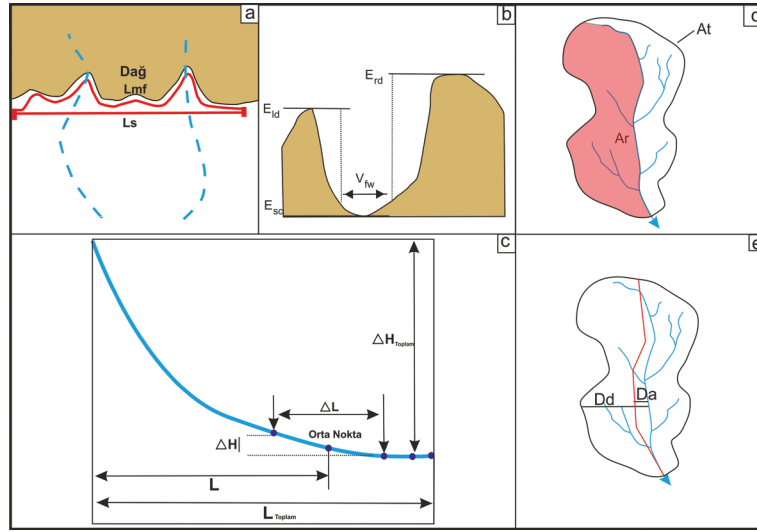 a
Dağ
Lmf
Ls
b
E_rd
E_ld
V_fw
E_sc
d
At
Ar
c
△H_Toplam
△L
Orta Nokta
△H
L
L_Toplam
e
Dd
Da